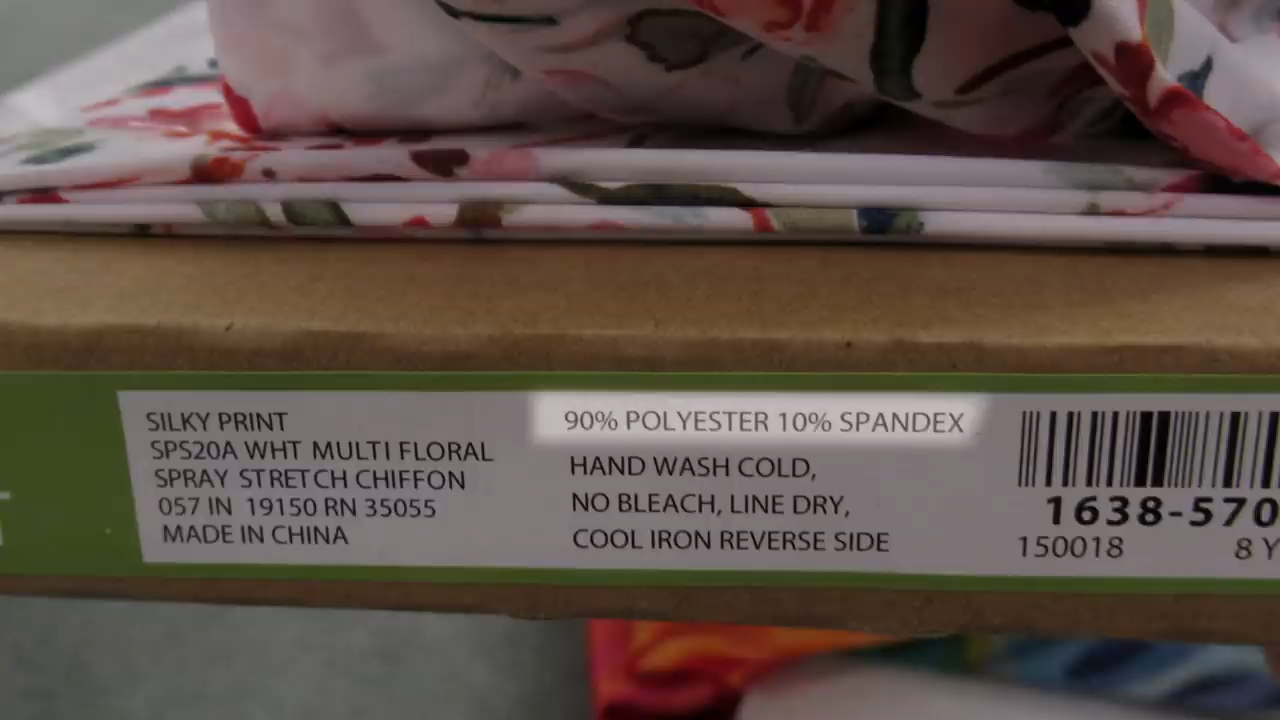 SILKY PRINT
SPS20A WHT MULTI FLORAL
SPRAY STRETCH CHIFFON
057 IN 19150 RN 35055
MADE IN CHINA
90% POLYESTER 10% SPANDEX
HAND WASH COLD,
NO BLEACH, LINE DRY,
COOL IRON REVERSE SIDE
1638-570
150018 8 Y